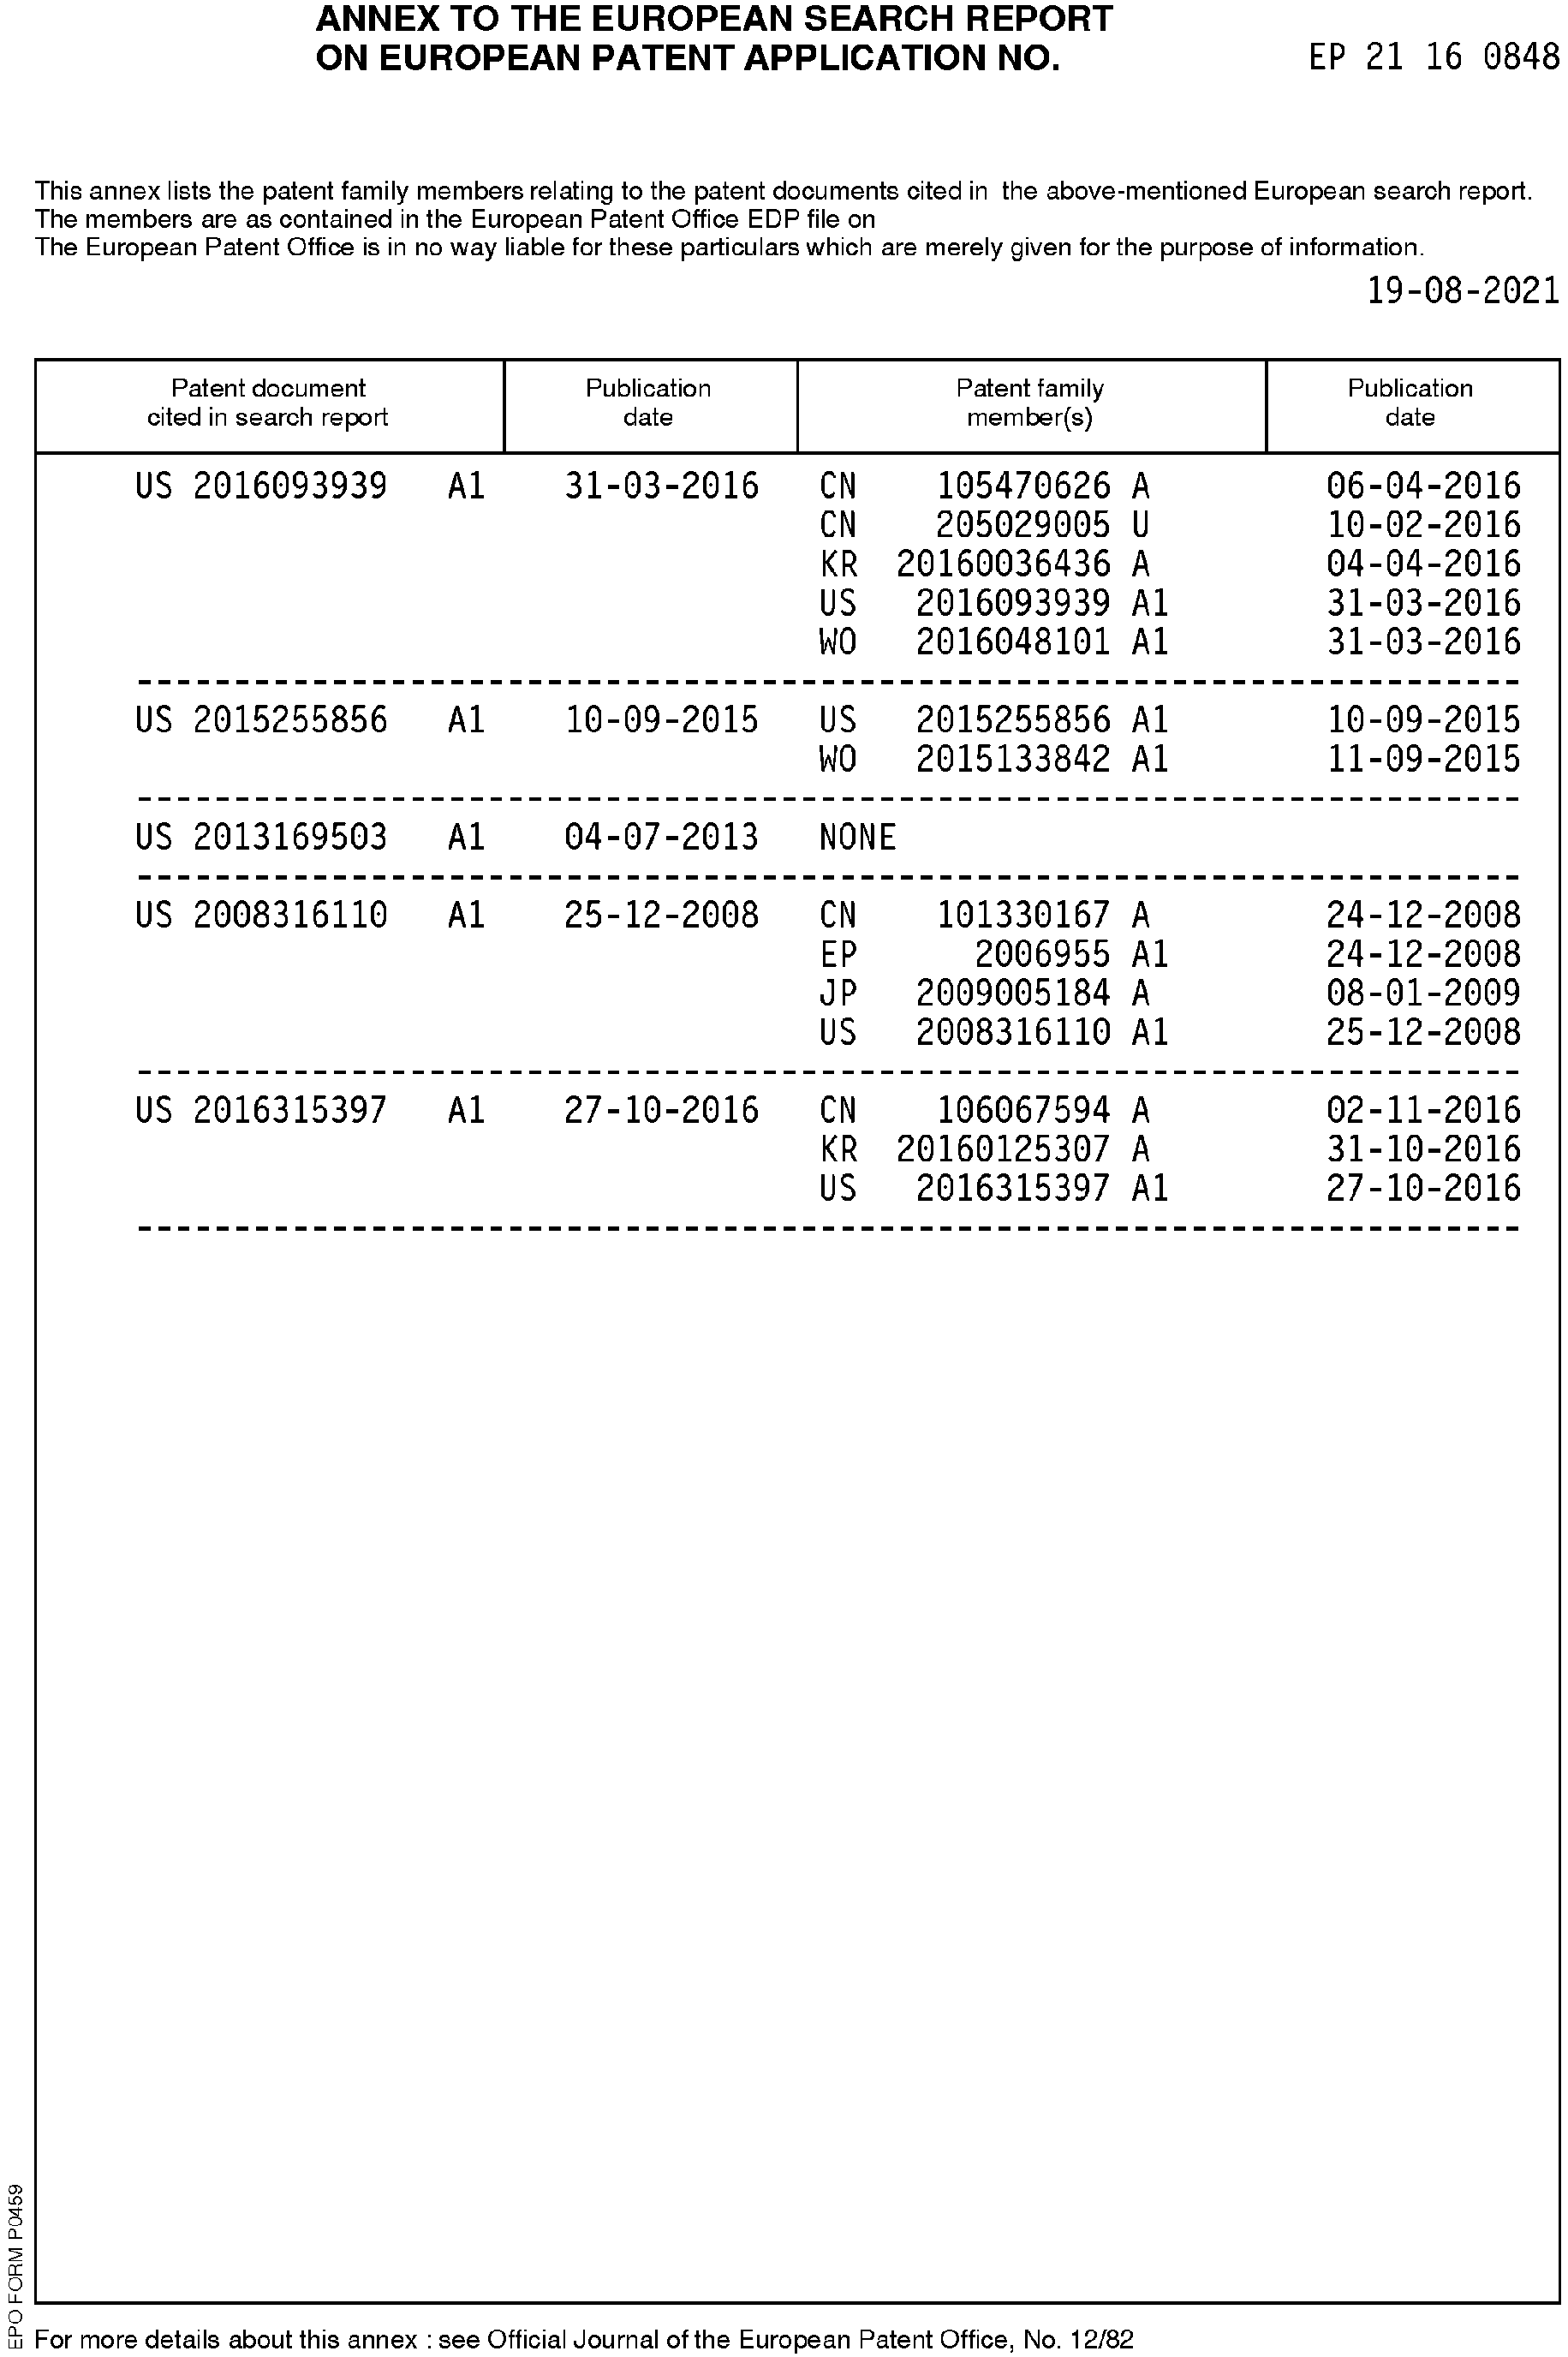 ANNEX TO THE EUROPEAN SEARCH REPORT
ON EUROPEAN PATENT APPLICATION NO. EP 21 16 0848
This annex lists the patent family members relating to the patent documents cited in the above-mentioned European search report.
The members are as contained in the European Patent Office EDP file on
The European Patent Office is in no way liable for these particulars which are merely given for the purpose of information.
19-08-2021
Patent document Publication Patent family Publication
cited in search report date member(s) date
US 2016093939 A1 31-03-2016 CN 105470626 A 06-04-2016
CN 205029005 U 10-02-2016
KR 20160036436 A 04-04-2016
US 2016093939 A1 31-03-2016
WO 2016048101 A1 31-03-2016
US 2015255856 A1 10-09-2015 US 2015255856 A1 10-09-2015
WO 2015133842 A1 11-09-2015
US 2013169503 A1 04-07-2013 NONE
US 2008316110 A1 25-12-2008 CN 101330167 A 24-12-2008
EP 2006955 A1 24-12-2008
JP 2009005184 A 08-01-2009
US 2008316110 A1 25-12-2008
US 2016315397 A1 27-10-2016 CN 106067594 A 02-11-2016
KR 20160125307 A 31-10-2016
US 2016315397 A1 27-10-2016
EPO FORM P0459
For more details about this annex : see Official Journal of the European Patent Office, No. 12/82